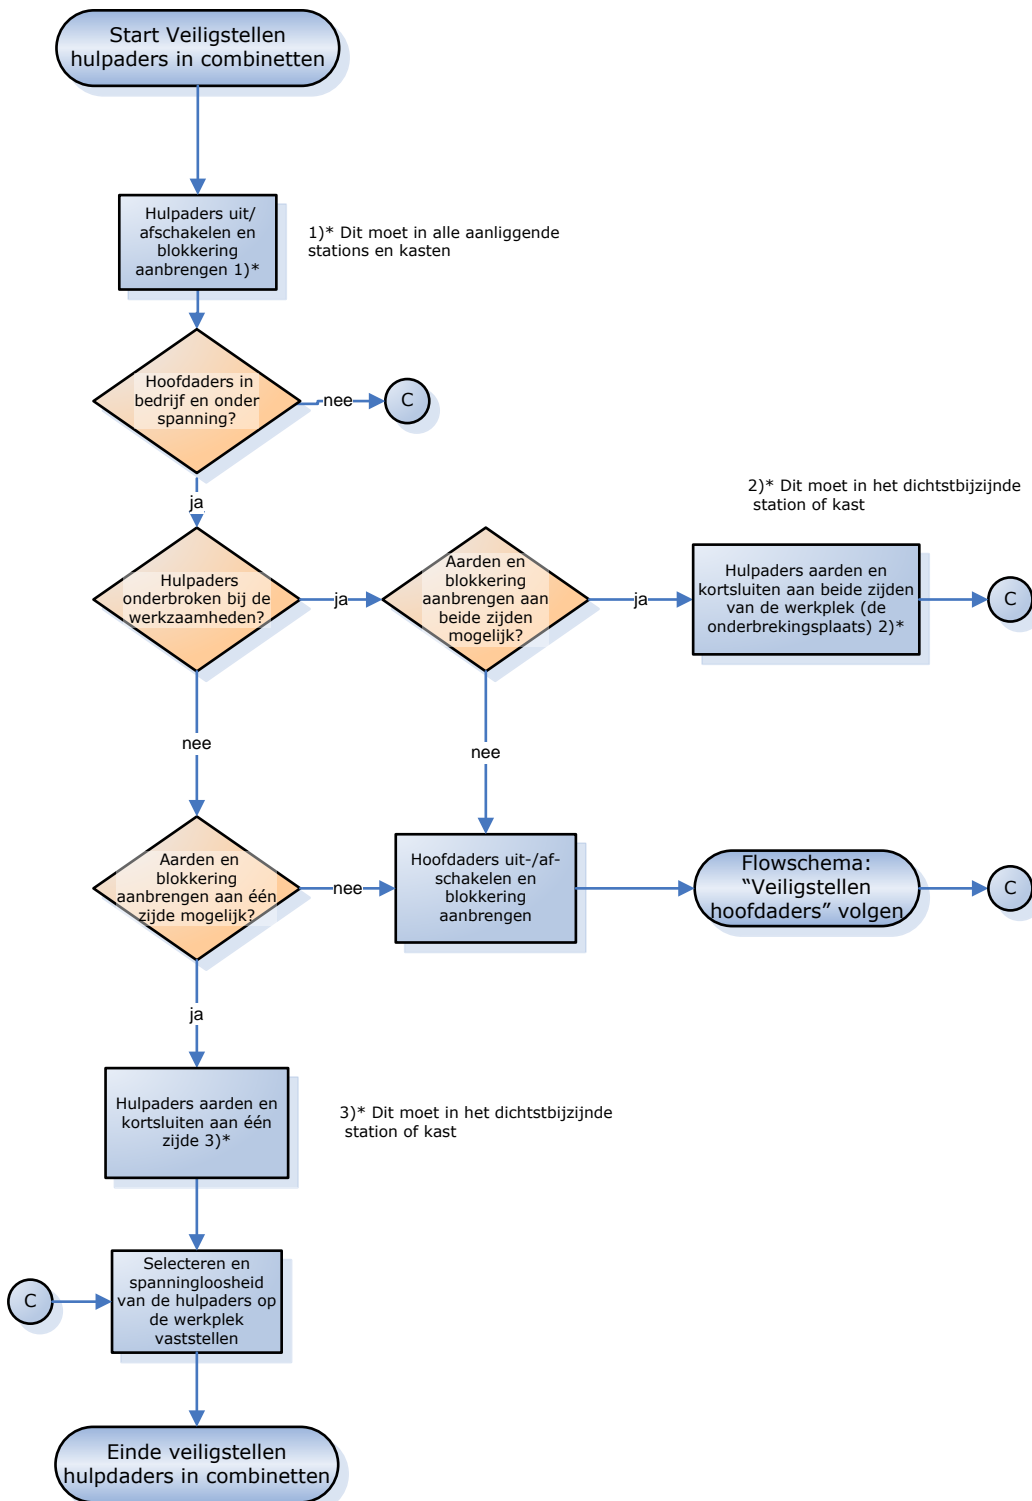 Start Veiligstellen
hulpaders in combinetten
Hulpaders uit/
afschakelen en
blokkering
aanbrengen 1)*
1)* Dit moet in alle aanliggende
stations en kasten
Hoofdaders in
bedrijf en onder
spanning?
nee
C
ja
2)* Dit moet in het dichtstbijzijnde
station of kast
Hulpaders
onderbroken bij de
werkzaamheden?
ja
Aarden en
blokkering
aanbrengen aan
beide zijden
mogelijk?
ja
Hulpaders aarden en
kortsluiten aan beide zijden
van de werkplek (de
onderbrekingsplaats) 2)*
C
nee
nee
Aarden en
blokkering
aanbrengen aan één
zijde mogelijk?
nee
Hoofdaders uit-/af-
schakelen en
blokkering
aanbrengen
Flowschema:
“Veiligstellen
hoofdaders” volgen
C
ja
Hulpaders aarden en
kortsluiten aan één
zijde 3)*
3)* Dit moet in het dichtstbijzijnde
station of kast
C
Selecteren en
spanningloosheid
van de hulpaders op
de werkplek
vaststellen
Einde veiligstellen
hulpdaders in combinetten